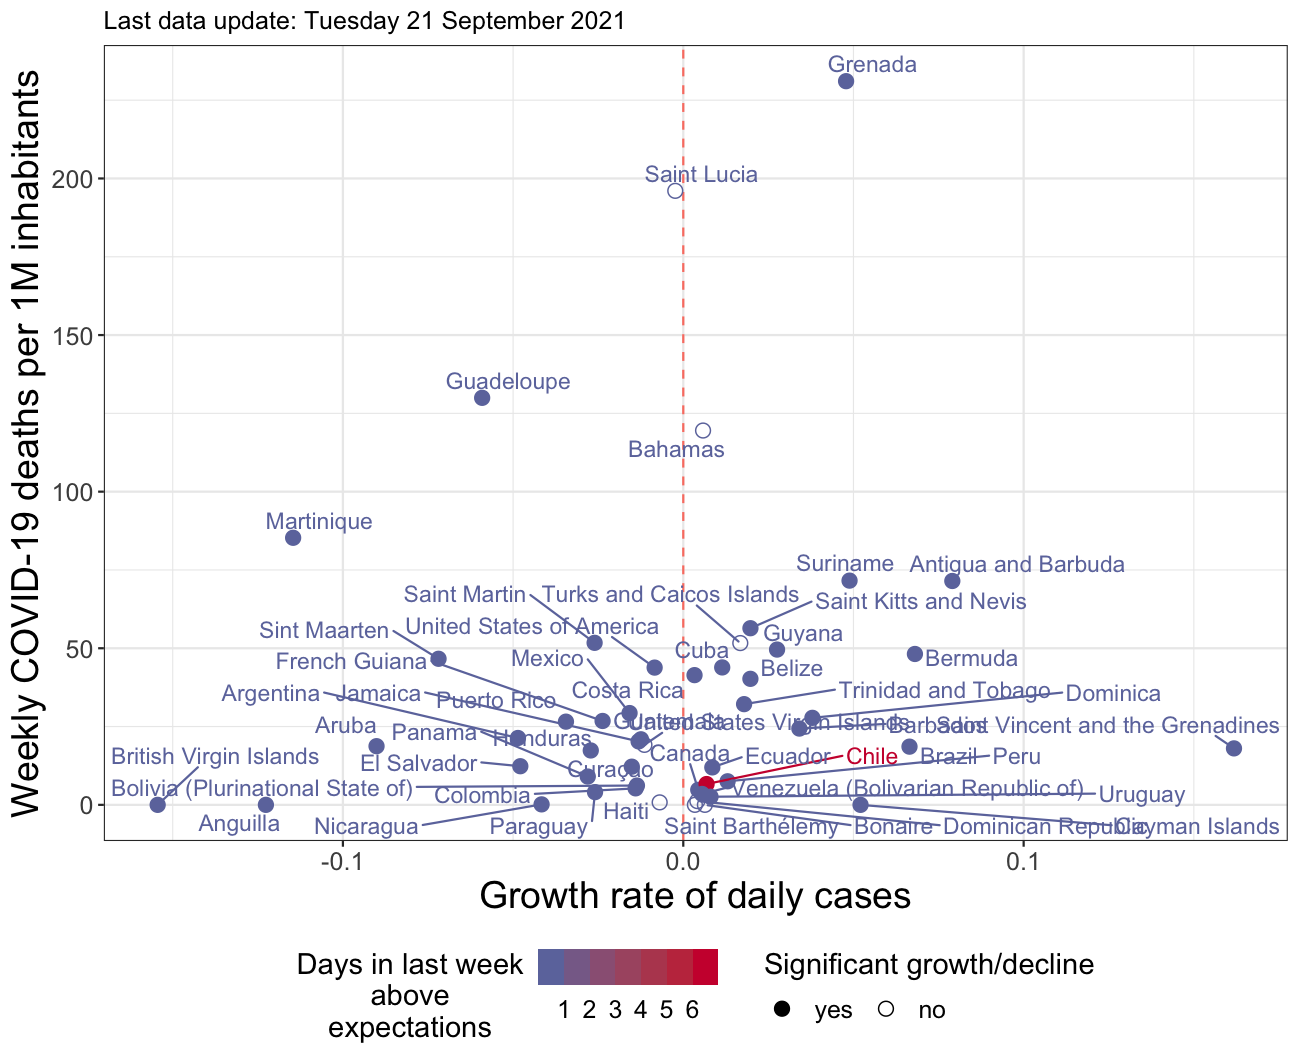 Last data update: Tuesday 21 September 2021
Weekly COVID-19 deaths per 1M inhabitants
Grenada
Saint Lucia
200
150
Guadeloupe
Bahamas
100
Martinique
Suriname
Antigua and Barbuda
Saint Martin
Turks and Caicos Islands
Saint Kitts and Nevis
Sint Maarten
United States of America
Guyana
50
Cuba
French Guiana
Mexico
Bermuda
Belize
Argentina
Jamaica
Puerto Rico
Costa Rica
Trinidad and Tobago
Dominica
Aruba
Panama
Honduras
Guatemala
United States Virgin Islands
Barbados
Saint Vincent and the Grenadines
British Virgin Islands
El Salvador
Curaçao
Canada
Ecuador
Chile
Brazil
Peru
Bolivia (Plurinational State of)
Colombia
Venezuela (Bolivarian Republic of)
Uruguay
0
Haiti
Anguilla
Nicaragua
Paraguay
Saint Barthélemy
Bonaire
Dominican Republic
Cayman Islands
-0.1
0.0
0.1
Growth rate of daily cases
Days in last week
above
expectations
1 2 3 4 5 6
Significant growth/decline
yes
no